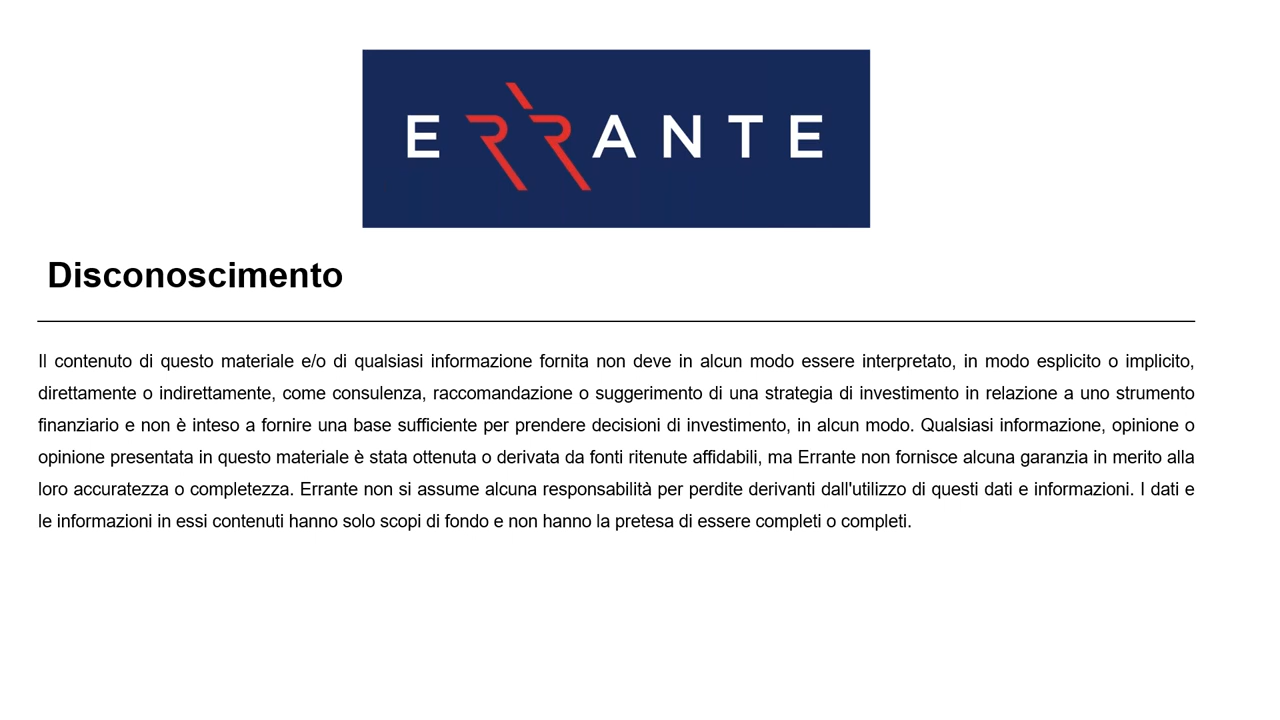 ERRANTE
Disconoscimento
Il contenuto di questo materiale e/o di qualsiasi informazione fornita non deve in alcun modo essere interpretato, in modo esplicito o implicito,
direttamente o indirettamente, come consulenza, raccomandazione o suggerimento di una strategia di investimento in relazione a uno strumento
finanziario e non è inteso a fornire una base sufficiente per prendere decisioni di investimento, in alcun modo. Qualsiasi informazione, opinione o
opinione presentata in questo materiale è stata ottenuta o derivata da fonti ritenute affidabili, ma Errante non fornisce alcuna garanzia in merito alla
loro accuratezza o completezza. Errante non si assume alcuna responsabilità per perdite derivanti dall'utilizzo di questi dati e informazioni. I dati e
le informazioni in essi contenuti hanno solo scopi di fondo e non hanno la pretesa di essere completi o completi.